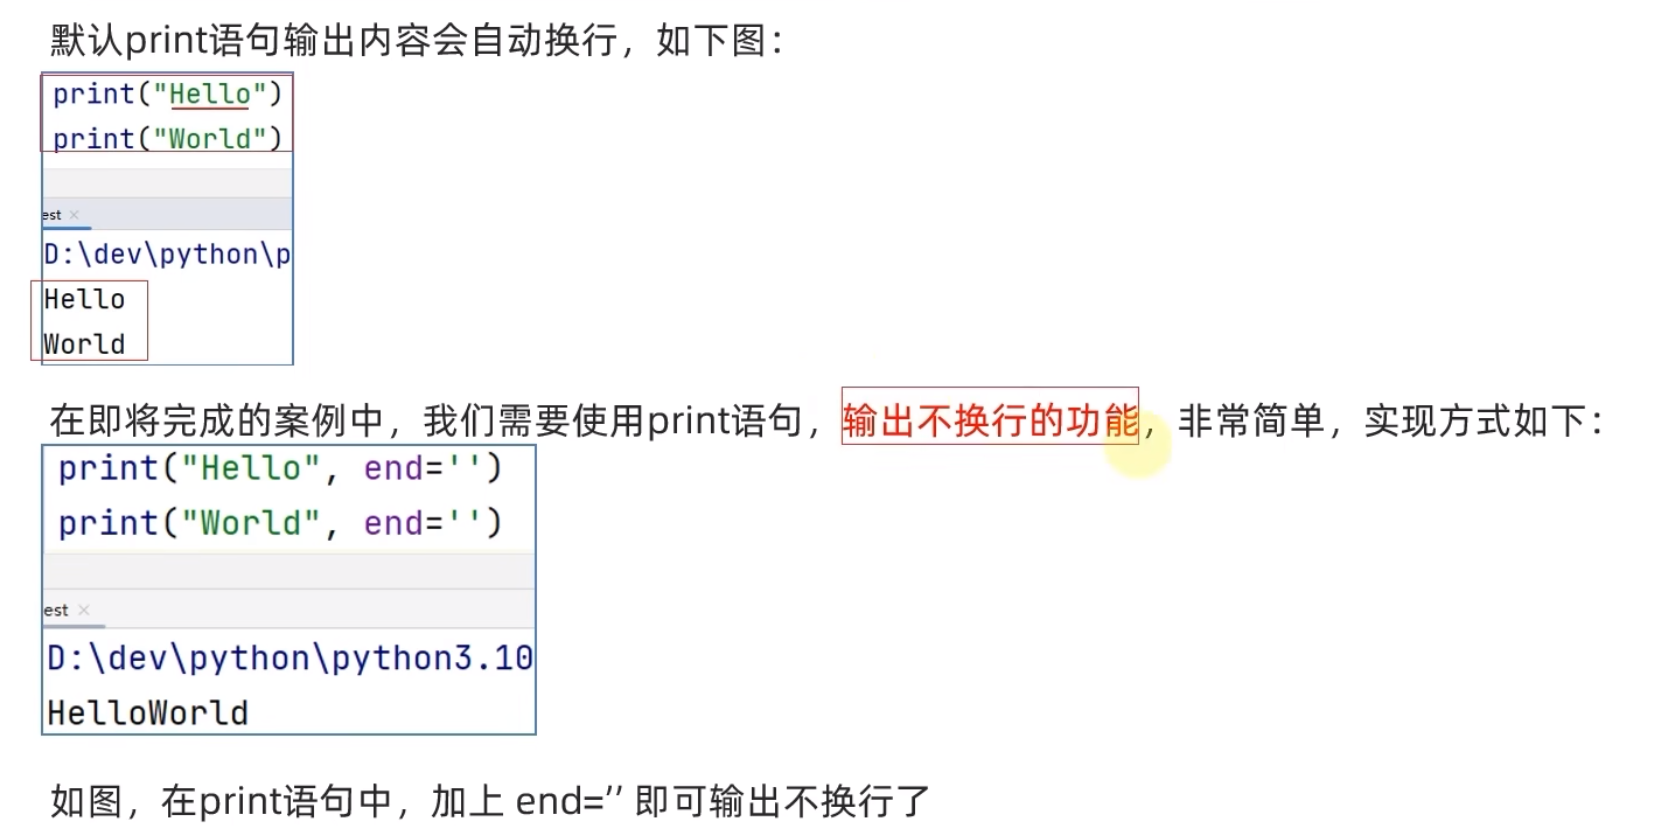 默认print语句输出内容会自动换行，如下图：
print("Hello")
print("World")
est ×
D:\dev\python\p
Hello
World
在即将完成的案例中，我们需要使用print语句，输出不换行的功能，非常简单，实现方式如下：
print("Hello", end='')
print("World", end='')
est ×
D:\dev\python\python3.10
HelloWorld
如图，在print语句中，加上 end=’’ 即可输出不换行了